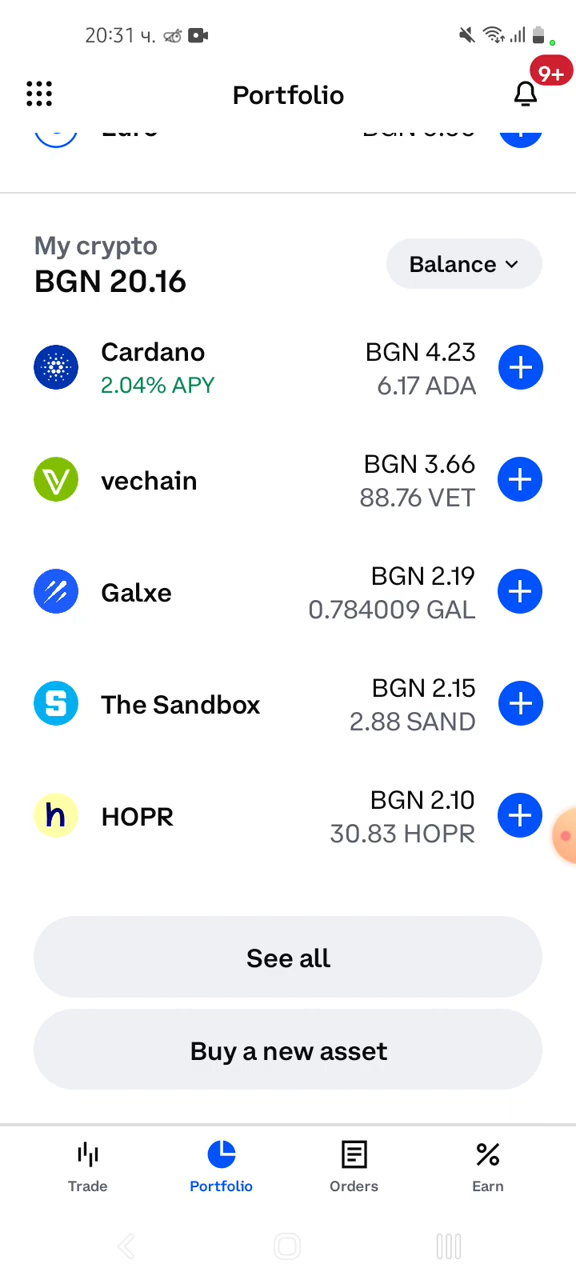 20:31 ч.
9+
Portfolio
My crypto
BGN 20.16
Balance
Cardano
BGN 4.23
2.04% APY
6.17 ADA
vechain
BGN 3.66
88.76 VET
Galxe
BGN 2.19
0.784009 GAL
The Sandbox
BGN 2.15
2.88 SAND
HOPR
BGN 2.10
30.83 HOPR
See all
Buy a new asset
Trade
Portfolio
Orders
Earn